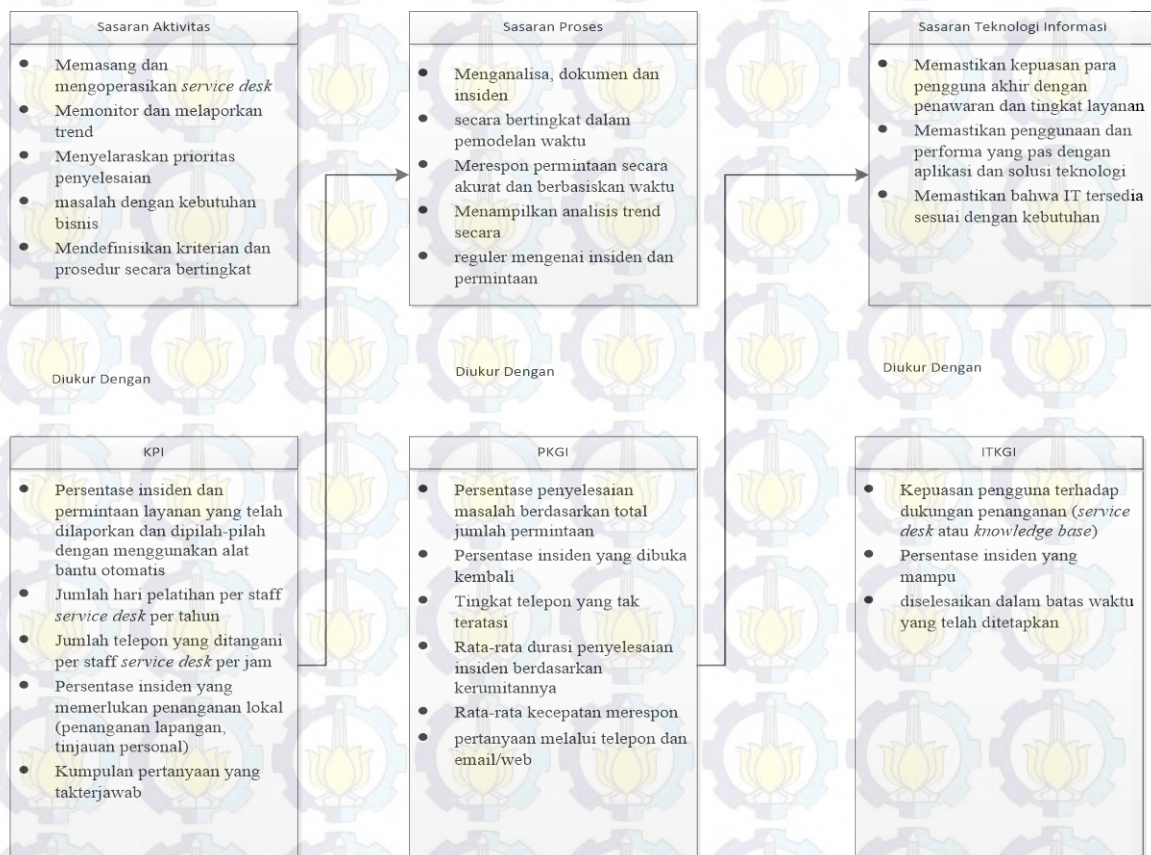 Sasaran Aktivitas
• Memasang dan
mengoperasikan service desk
• Memonitor dan melaporkan
trend
• Menyelaraskan prioritas
penyelesaian
• masalah dengan kebutuhan
bisnis
• Mendefinisikan kriterian dan
prosedur secara bertingkat
Sasaran Proses
• Menganalisa, dokumen dan
insiden
• secara bertingkat dalam
pemodelan waktu
• Merespon permintaan secara
akurat dan berbasiskan waktu
• Menampilkan analisis trend
secara
• reguler mengenai insiden dan
permintaan
Sasaran Teknologi Informasi
• Memastikan kepuasan para
pengguna akhir dengan
penawaran dan tingkat layanan
• Memastikan penggunaan dan
performa yang pas dengan
aplikasi dan solusi teknologi
• Memastikan bahwa IT tersedia
sesuai dengan kebutuhan
Diukur Dengan
Diukur Dengan
Diukur Dengan
KPI
• Persentase insiden dan
permintaan layanan yang telah
dilaporkan dan dipilah-pilah
dengan menggunakan alat
bantu otomatis
• Jumlah hari pelatihan per staff
service desk per tahun
• Jumlah telepon yang ditangani
per staff service desk per jam
• Persentase insiden yang
memerlukan penanganan lokal
(penanganan lapangan,
tinjauan personal)
• Kumpulan pertanyaan yang
takterjawab
PKGI
• Persentase penyelesaian
masalah berdasarkan total
jumlah permintaan
• Persentase insiden yang dibuka
kembali
• Tingkat telepon yang tak
teratasi
• Rata-rata durasi penyelesaian
insiden berdasarkan
kerumitannya
• Rata-rata kecepatan merespon
• pertanyaan melalui telepon dan
email/web
ITKGI
• Kepuasan pengguna terhadap
dukungan penanganan (service
desk atau knowledge base)
• Persentase insiden yang
mampu
• diselesaikan dalam batas waktu
yang telah ditetapkan